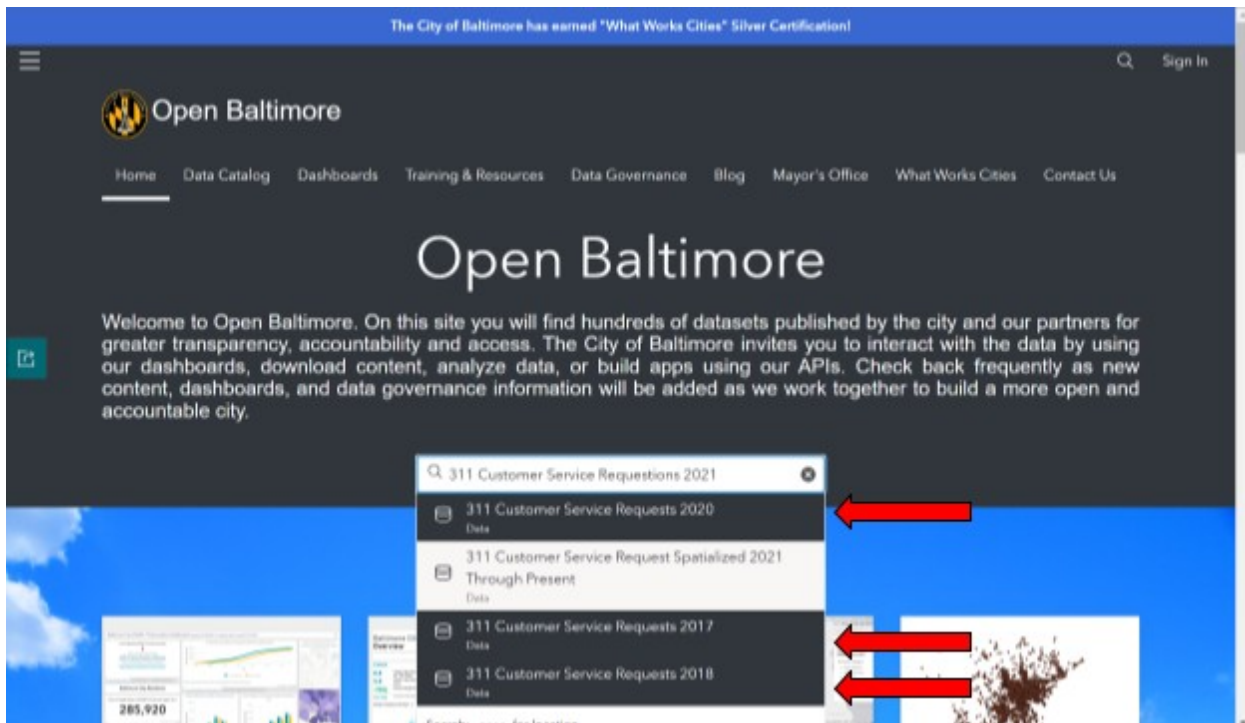 The City of Baltimore has earned "What Works Cities" Silver Certification!
Sign In
Open Baltimore
Home Data Catalog Dashboards Training & Resources Data Governance Blog Mayor's Office What Works Cities Contact Us
Open Baltimore
Welcome to Open Baltimore. On this site you will find hundreds of datasets published by the city and our partners for
greater transparency, accountability and access. The City of Baltimore invites you to interact with the data by using
our dashboards, download content, analyze data, or build apps using our APIs. Check back frequently as new
content, dashboards, and data governance information will be added as we work together to build a more open and
accountable city.
311 Customer Service Requestions 2021
311 Customer Service Requests 2020
Data
311 Customer Service Request Spatialized 2021
Through Present
Data
311 Customer Service Requests 2017
Data
311 Customer Service Requests 2018
Data
285,920